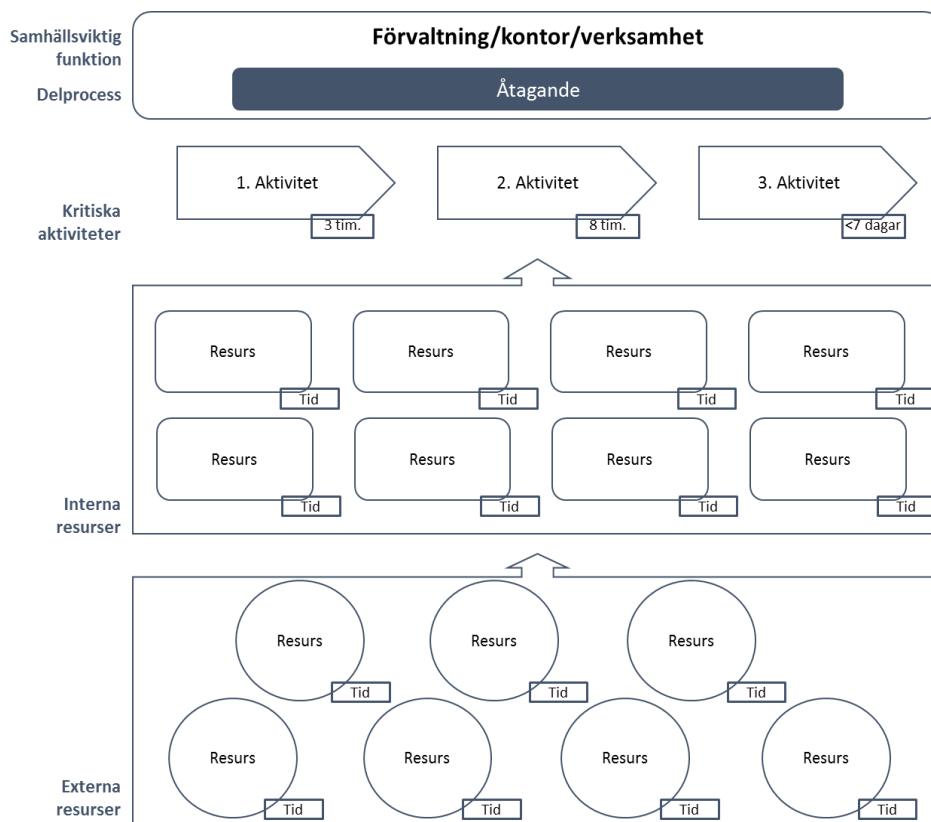 Samhällsviktig
funktion
Förvaltning/kontor/verksamhet
Delprocess
Åtagande
1. Aktivitet
2. Aktivitet
3. Aktivitet
Kritiska
aktiviteter
3 tim.
8 tim.
<7 dagar
Resurs
Resurs
Resurs
Resurs
Tid
Tid
Tid
Tid
Resurs
Resurs
Resurs
Resurs
Interna
resurser
Tid
Tid
Tid
Tid
Resurs
Resurs
Resurs
Tid
Tid
Tid
Resurs
Resurs
Resurs
Resurs
Externa
resurser
Tid
Tid
Tid
Tid